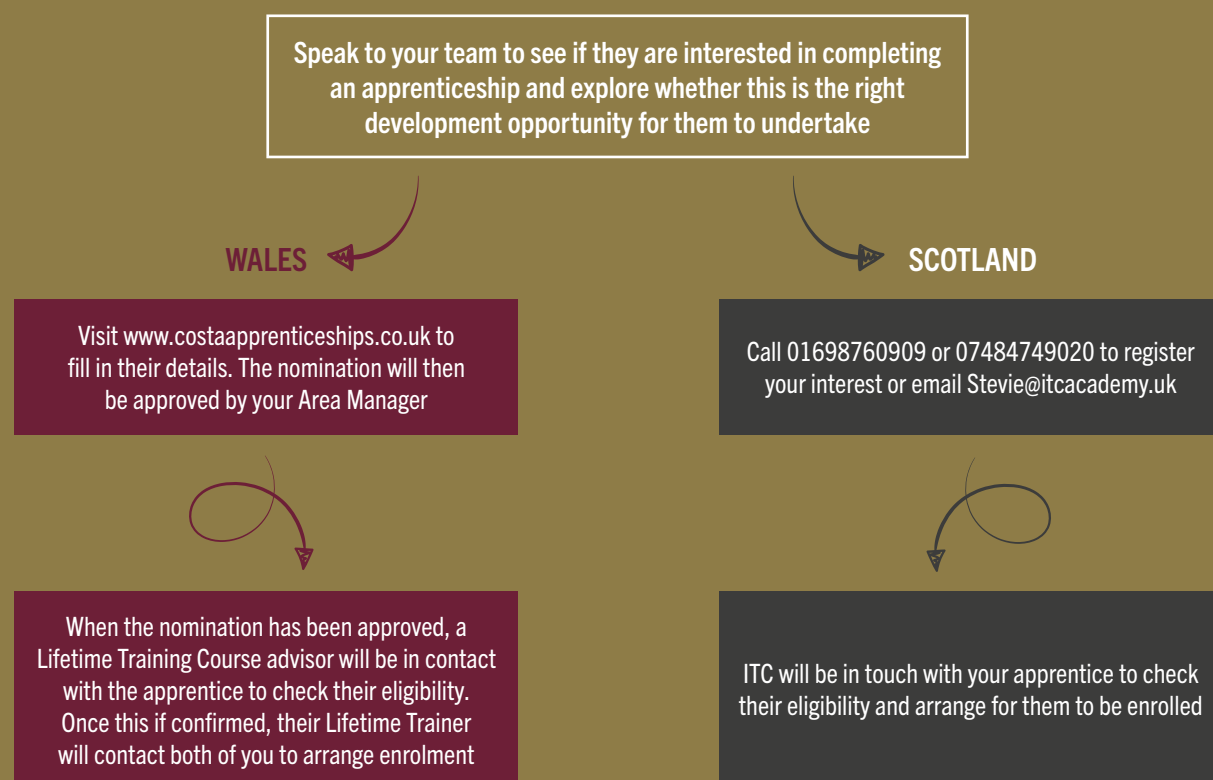 Speak to your team to see if they are interested in completing
an apprenticeship and explore whether this is the right
development opportunity for them to undertake
WALES
SCOTLAND
Visit www.costaapprenticeships.co.uk to
fill in their details. The nomination will then
be approved by your Area Manager
Call 01698760909 or 07484749020 to register
your interest or email Stevie@itcacademy.uk
When the nomination has been approved, a
Lifetime Training Course advisor will be in contact
with the apprentice to check their eligibility.
Once this if confirmed, their Lifetime Trainer
will contact both of you to arrange enrolment
ITC will be in touch with your apprentice to check
their eligibility and arrange for them to be enrolled